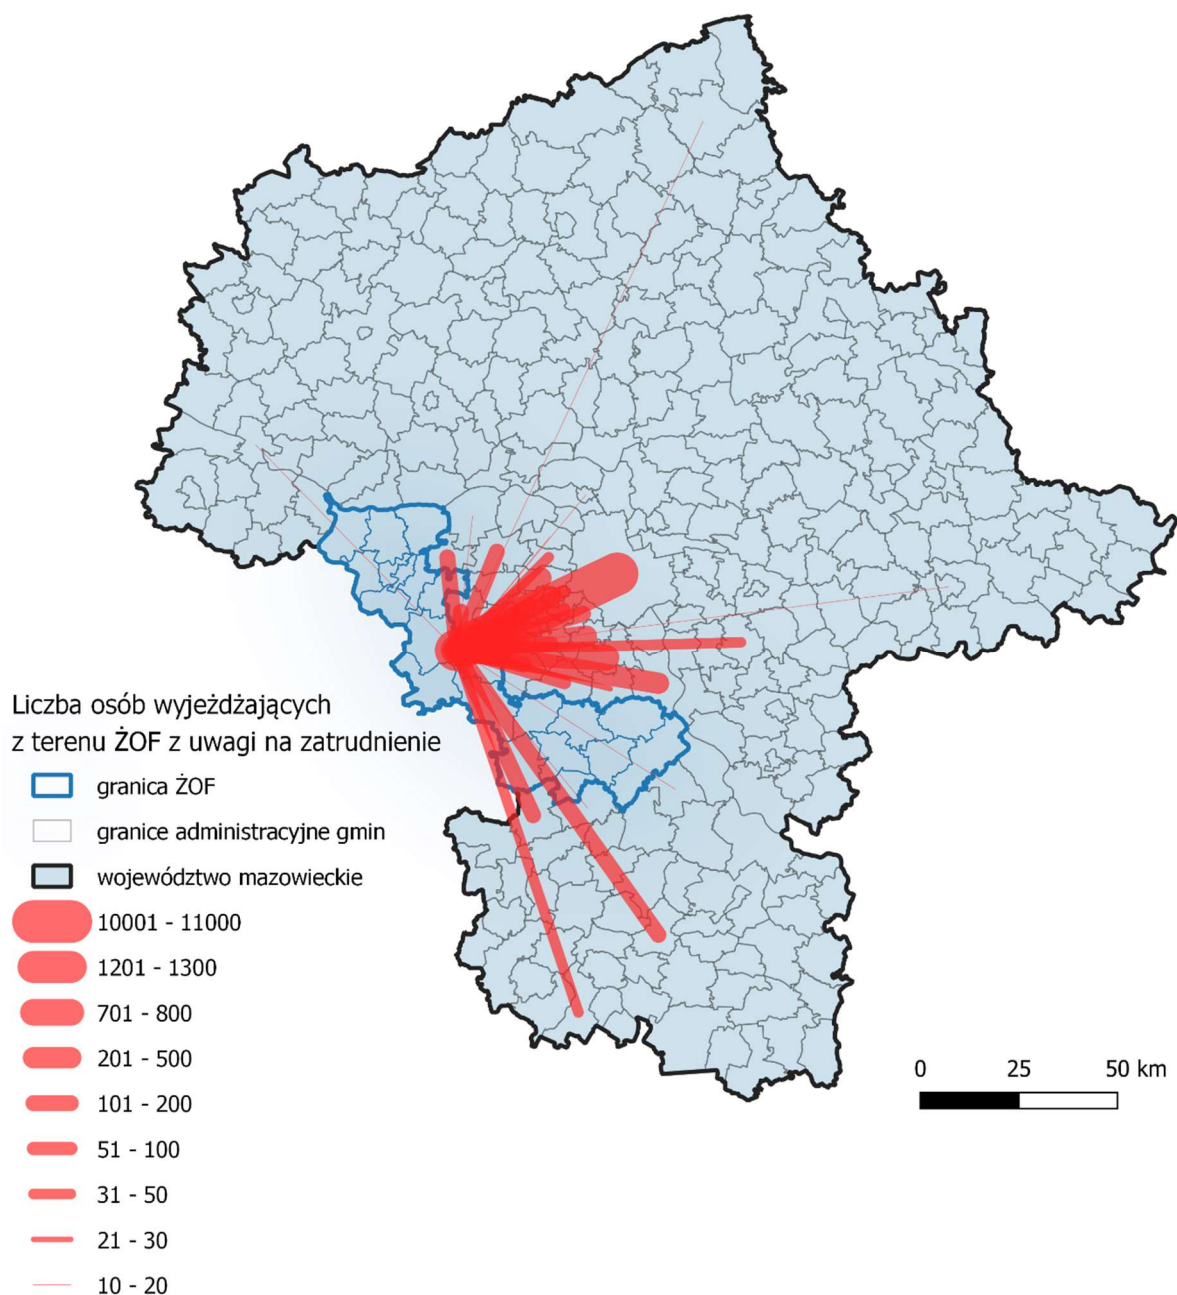 Liczba osób wyjeżdżających
z terenu ŻOF z uwagi na zatrudnienie
granica ŻOF
granice administracyjne gmin
województwo mazowieckie
10001 - 11000
1201 - 1300
701 - 800
201 - 500
101 - 200
51 - 100
31 - 50
21 - 30
10 - 20
0 25 50 km